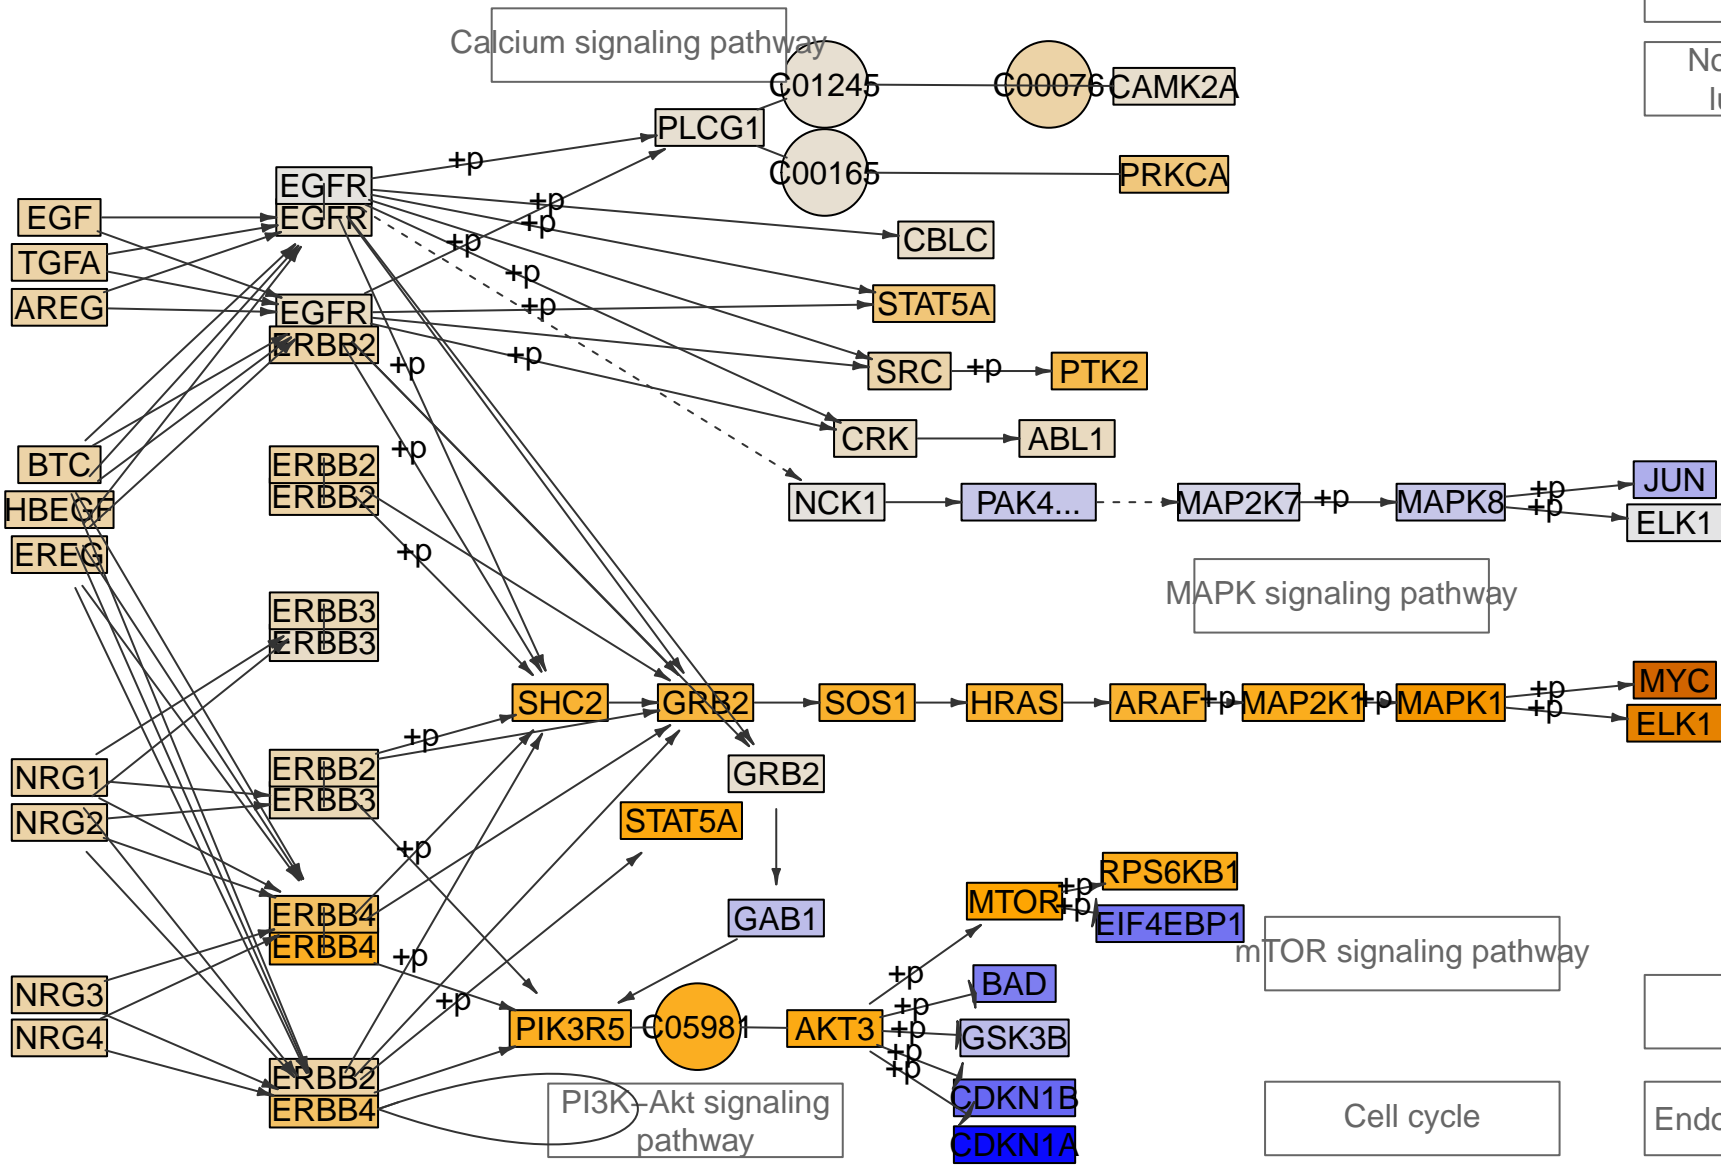 Calcium signaling pathway
No
lu
C01245
C00076
CAMK2A
PLCG1
+p
C00165
PRKCA
EGFR
EGF
EGFR
+p
+p
CBLC
+p
TGFA
+p
AREG
EGFR
+p
STAT5A
ERBB2
+p
+p
SRC
+p
PTK2
CRK
ABL1
+p
BTC
ERBB2
ERBB2
HBEGF
NCK1
PAK4...
MAP2K7
+p
MAPK8
+p
+p
JUN
ELK1
EREG
+p
MAPK signaling pathway
ERBB3
ERBB3
SHC2
GRB2
SOS1
HRAS
ARAF
+p
MAP2K1
+p
MAPK1
+p
+p
MYC
ELK1
+p
NRG1
ERBB2
ERBB3
GRB2
NRG2
STAT5A
+p
ERBB4
ERBB4
GAB1
MTOR
+p
+p
RPS6KB1
EIF4EBP1
mTOR signaling pathway
+p
NRG3
+p
+p
BAD
+p
NRG4
PIK3R5
C05981
AKT3
+p
GSK3B
+p
+p
ERBB2
ERBB4
PI3K−Akt signaling
pathway
CDKN1B
CDKN1A
Cell cycle
Endo